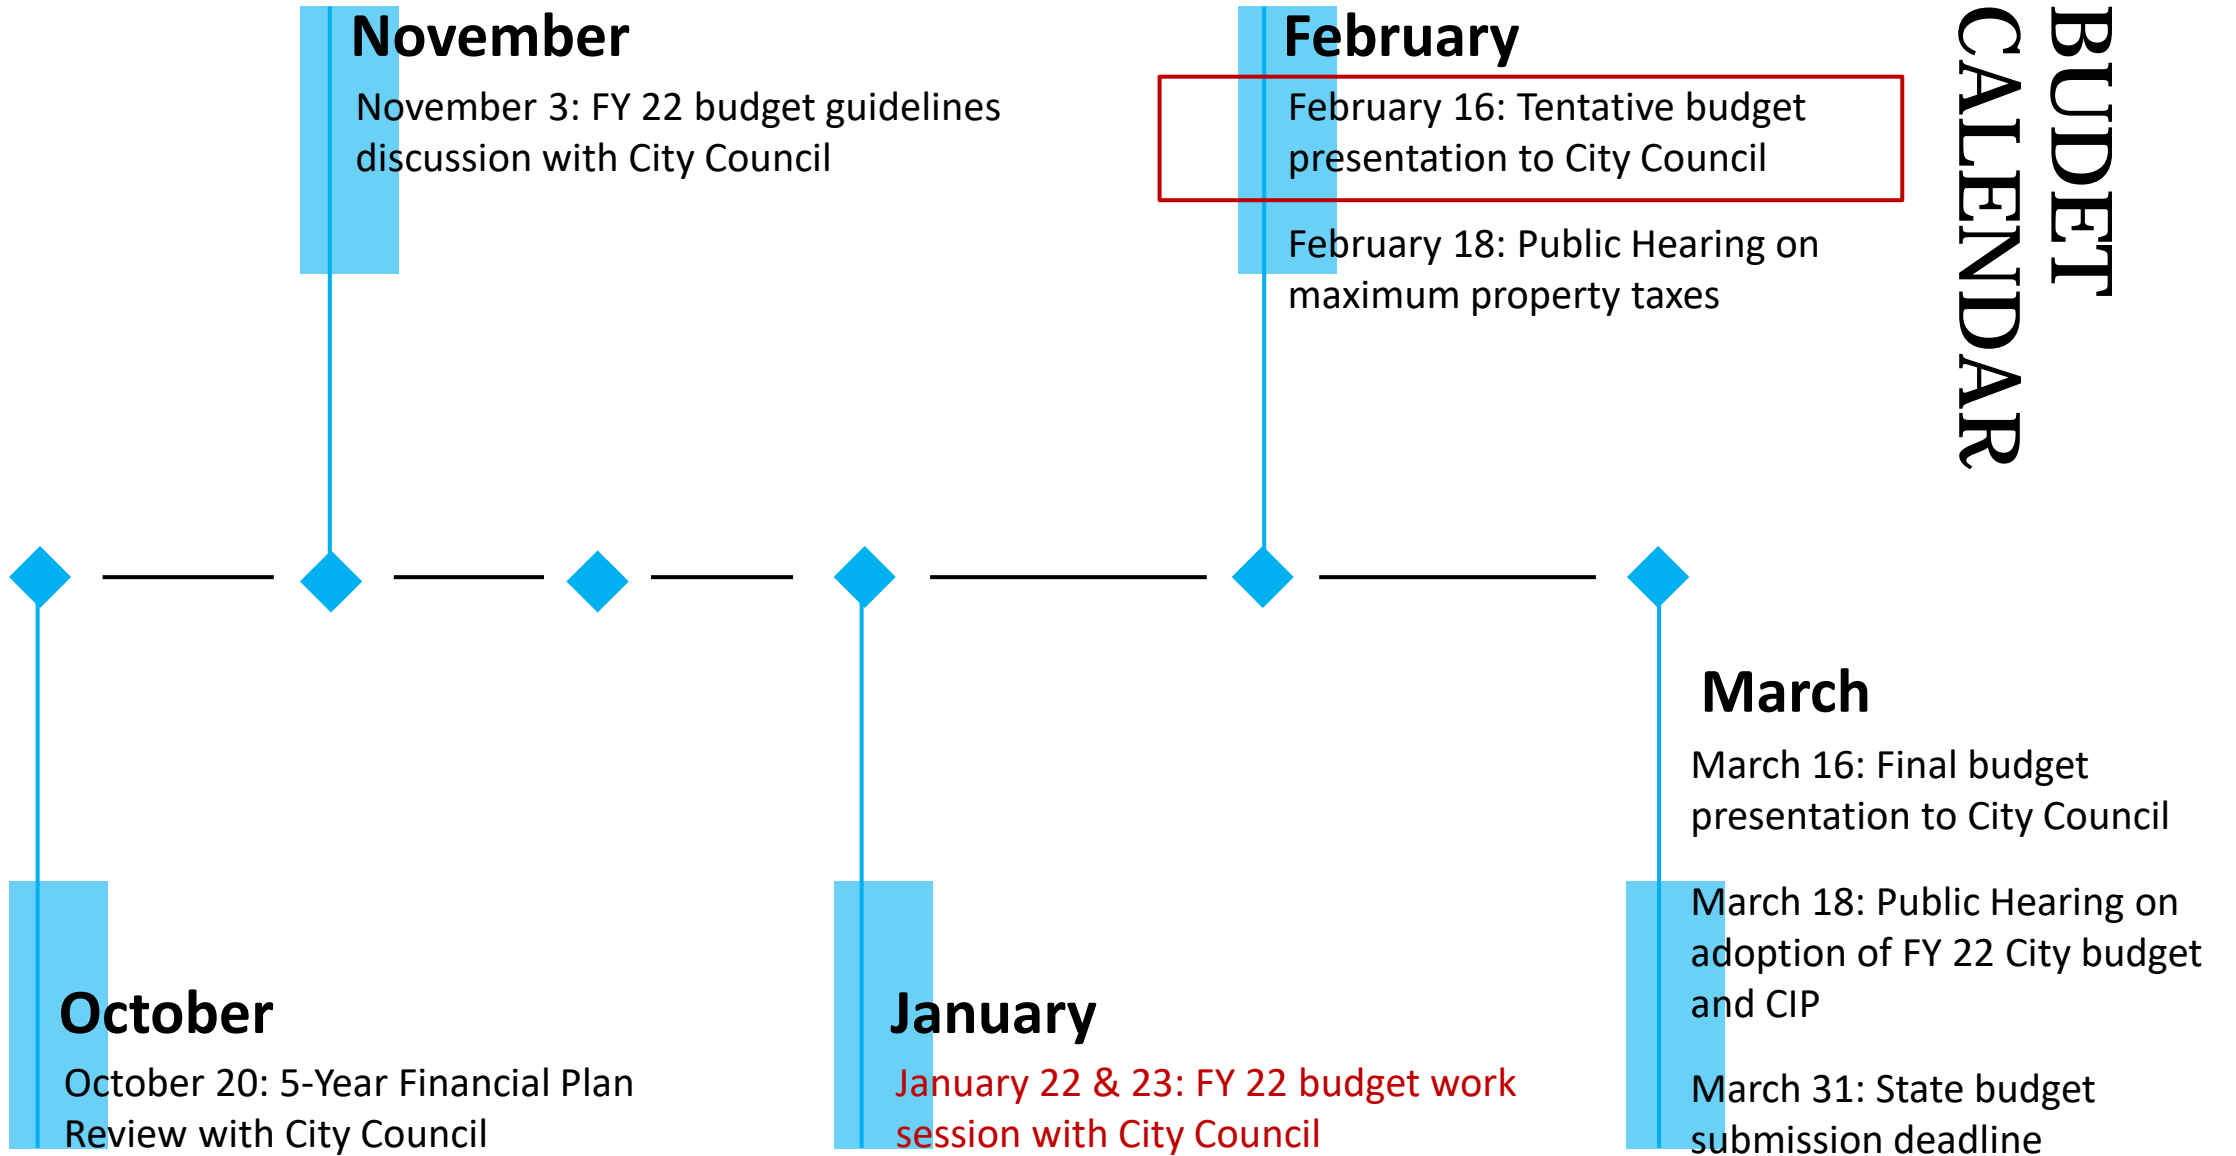 BUDET
CALENDAR
November
November 3: FY 22 budget guidelines
discussion with City Council
February
February 16: Tentative budget
presentation to City Council
February 18: Public Hearing on
maximum property taxes
October
October 20: 5-Year Financial Plan
Review with City Council
January
January 22 & 23: FY 22 budget work
session with City Council
March
March 16: Final budget
presentation to City Council
March 18: Public Hearing on
adoption of FY 22 City budget
and CIP
March 31: State budget
submission deadline